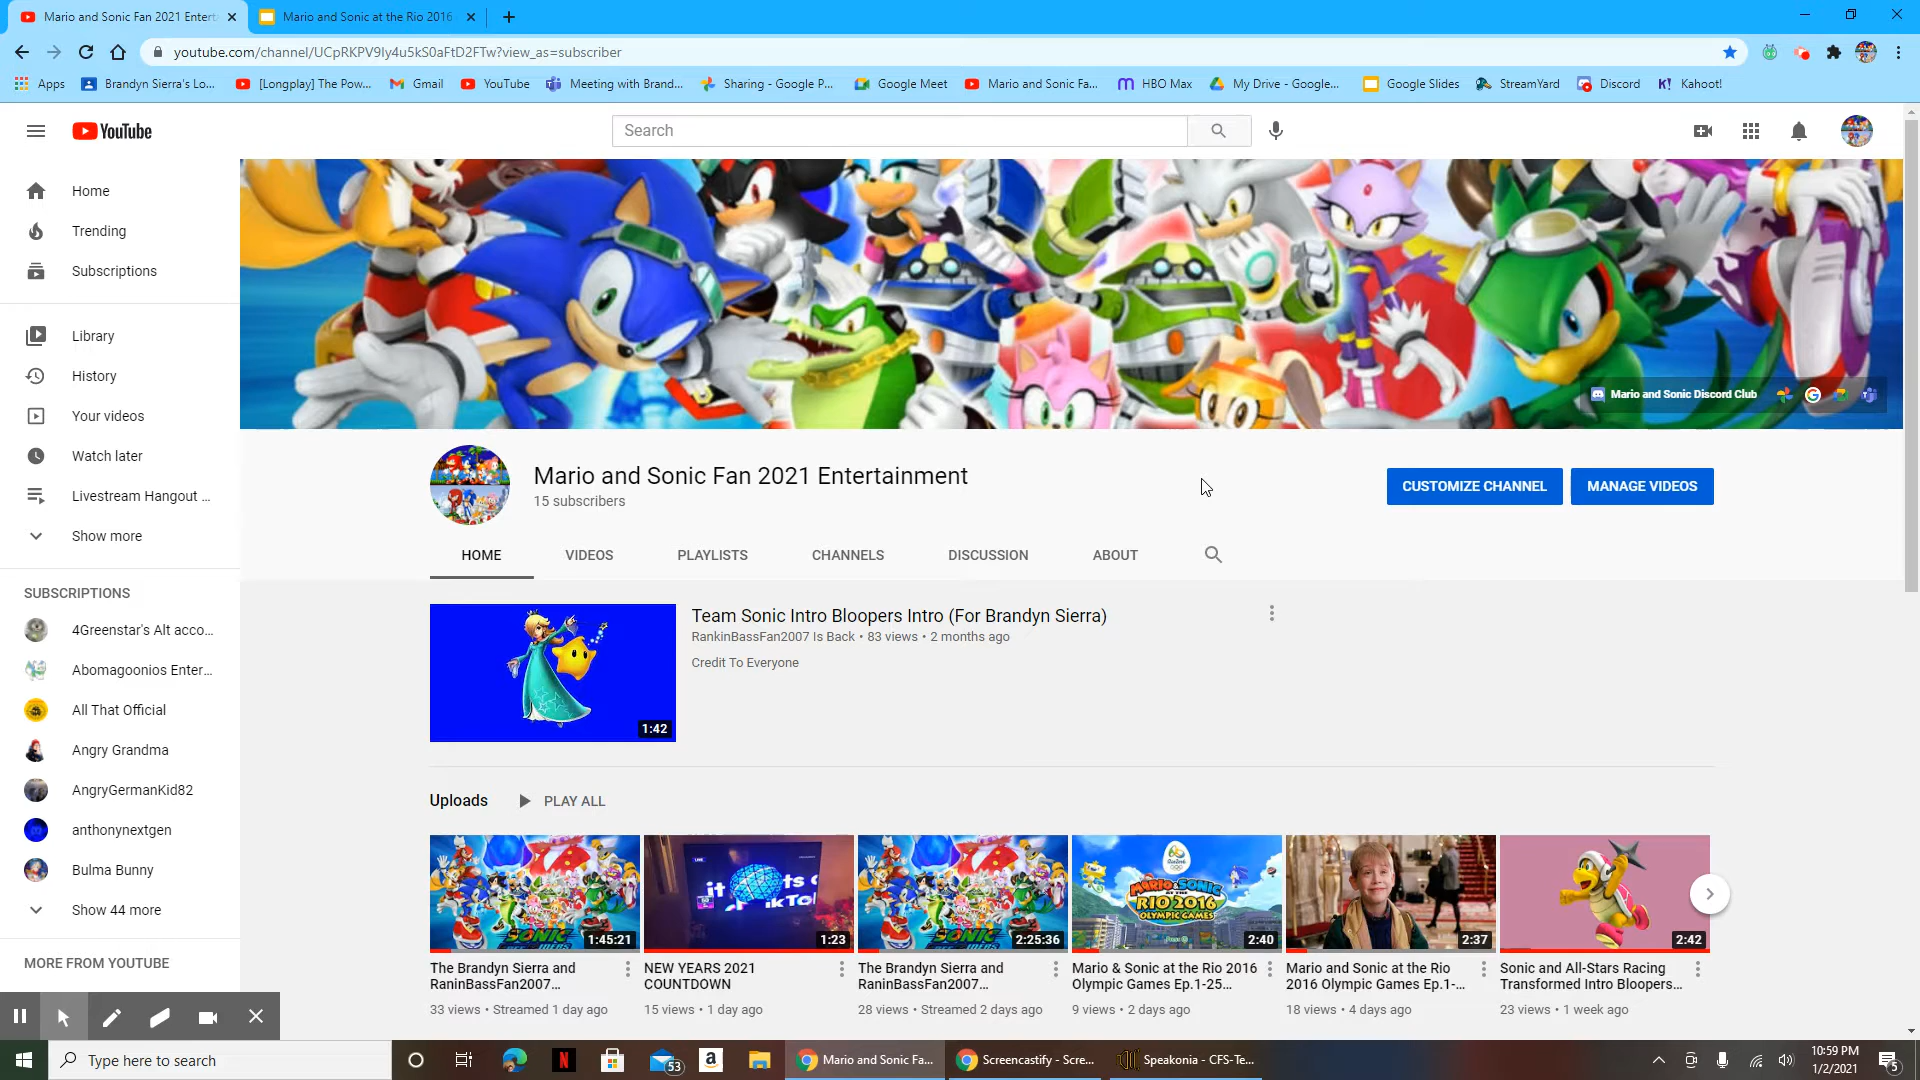 Mario and Sonic Fan 2021 Entert
Mario and Sonic at the Rio 2016
youtube.com/channel/UCpRKPV9Iy4u5kS0aFtD2FTw?view_as=subscriber
Apps
Brandyn Sierra's Lo...
[Longplay] The Pow...
Gmail
YouTube
Meeting with Brand...
Sharing - Google P...
Google Meet
Mario and Sonic Fa...
HBO Max
My Drive - Google...
Google Slides
StreamYard
Discord
Kahoot!
YouTube
Search
Home
Trending
Subscriptions
Library
History
Your videos
Watch later
Livestream Hangout ...
Show more
SUBSCRIPTIONS
4Greenstar's Alt acco...
Abomagoonios Enter...
All That Official
Angry Grandma
AngryGermanKid82
anthonynextgen
Bulma Bunny
Show 44 more
MORE FROM YOUTUBE
Mario and Sonic Discord Club
Mario and Sonic Fan 2021 Entertainment
15 subscribers
CUSTOMIZE CHANNEL
MANAGE VIDEOS
HOME
VIDEOS
PLAYLISTS
CHANNELS
DISCUSSION
ABOUT
1:42
Team Sonic Intro Bloopers Intro (For Brandyn Sierra)
RankinBassFan2007 Is Back • 83 views • 2 months ago
Credit To Everyone
Uploads
PLAY ALL
1:45:21
The Brandyn Sierra and
RaninBassFan2007...
33 views • Streamed 1 day ago
1:23
NEW YEARS 2021
COUNTDOWN
15 views • 1 day ago
2:25:36
The Brandyn Sierra and
RaninBassFan2007...
28 views • Streamed 2 days ago
MARIO & SONIC
AT THE
RIO 2016
OLYMPIC GAMES
2:40
Mario & Sonic at the Rio 2016
Olympic Games Ep.1-25...
9 views • 2 days ago
2:37
Mario and Sonic at the Rio
2016 Olympic Games Ep.1-...
18 views • 4 days ago
2:42
Sonic and All-Stars Racing
Transformed Intro Bloopers...
23 views • 1 week ago
Type here to search
53
Mario and Sonic Fa...
Screencastify - Scre...
Speakonia - CFS-Te...
10:59 PM
1/2/2021
5